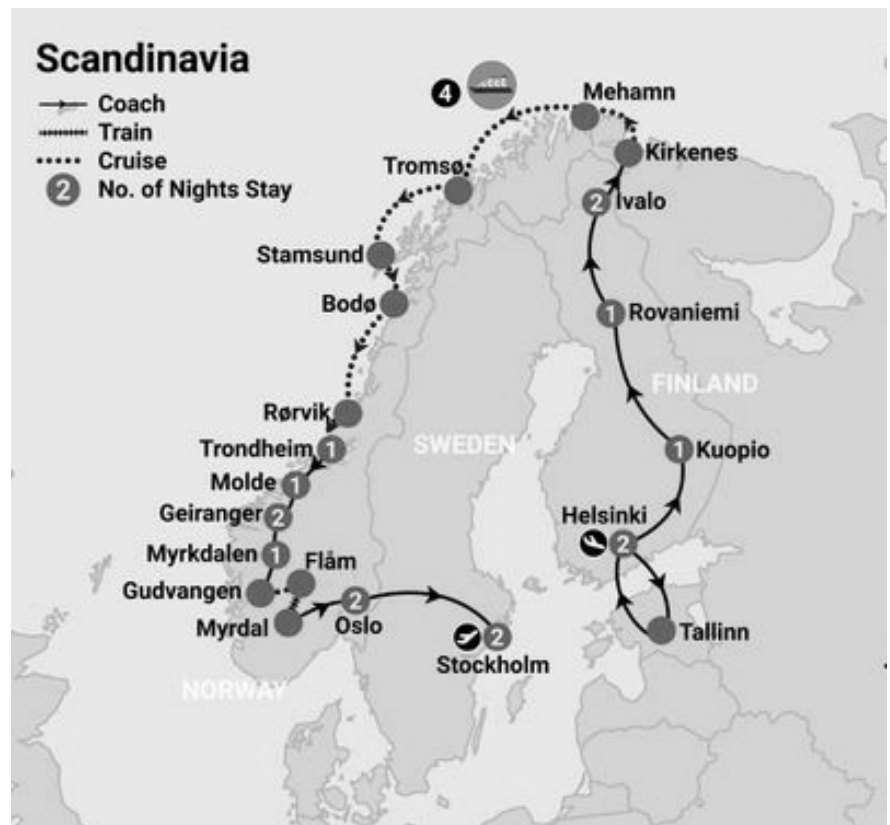 Scandinavia
Coach
Train
Cruise
2 No. of Nights Stay
4
Mehamn
Kirkenes
Tromsø
2 Ivalo
Stamsund
Bodø
1 Rovaniemi
FINLAND
Rørvik
SWEDEN
Trondheim 1
1 Kuopio
Molde 1
Geiranger 2
Helsinki
2
Myrkdalen 1
Flåm
Gudvangen
Myrdal
2
Oslo
Tallinn
2
Stockholm
NORWAY